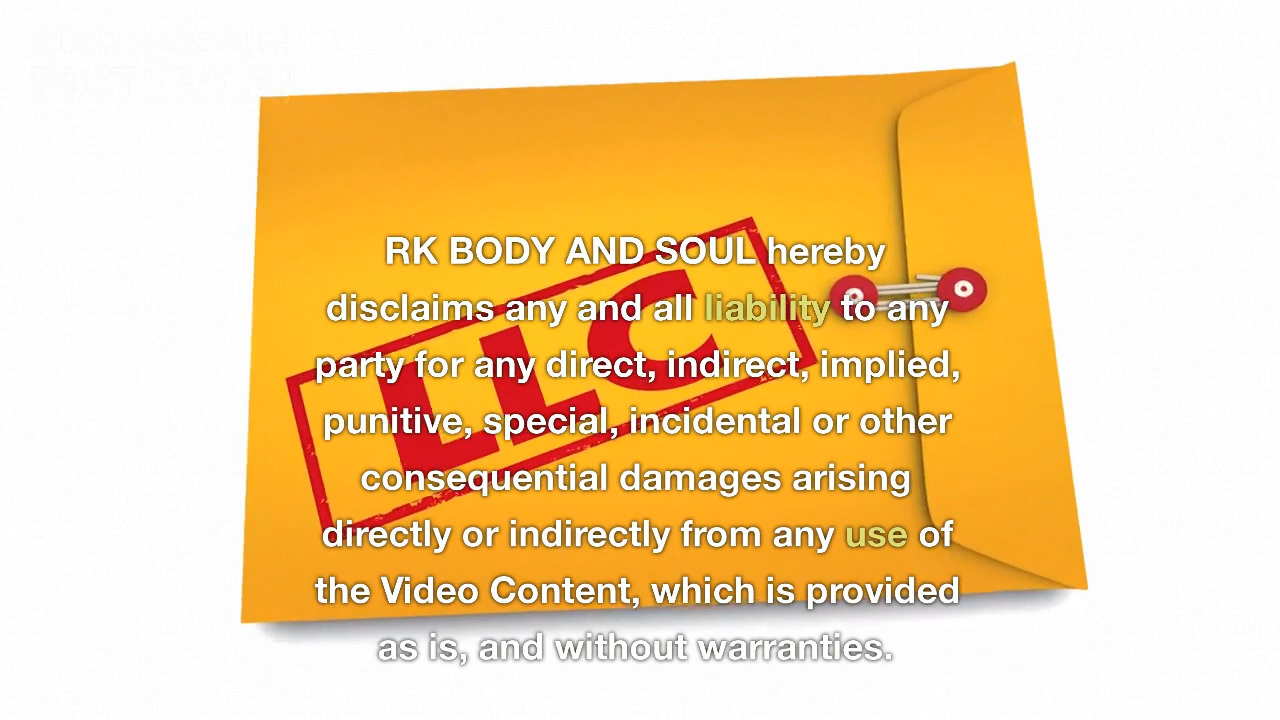 RK BODY AND SOUL hereby
disclaims any and all liability to any
party for any direct, indirect, implied,
punitive, special, incidental or other
consequential damages arising
directly or indirectly from any use of
the Video Content, which is provided
as is, and without warranties.
LLC